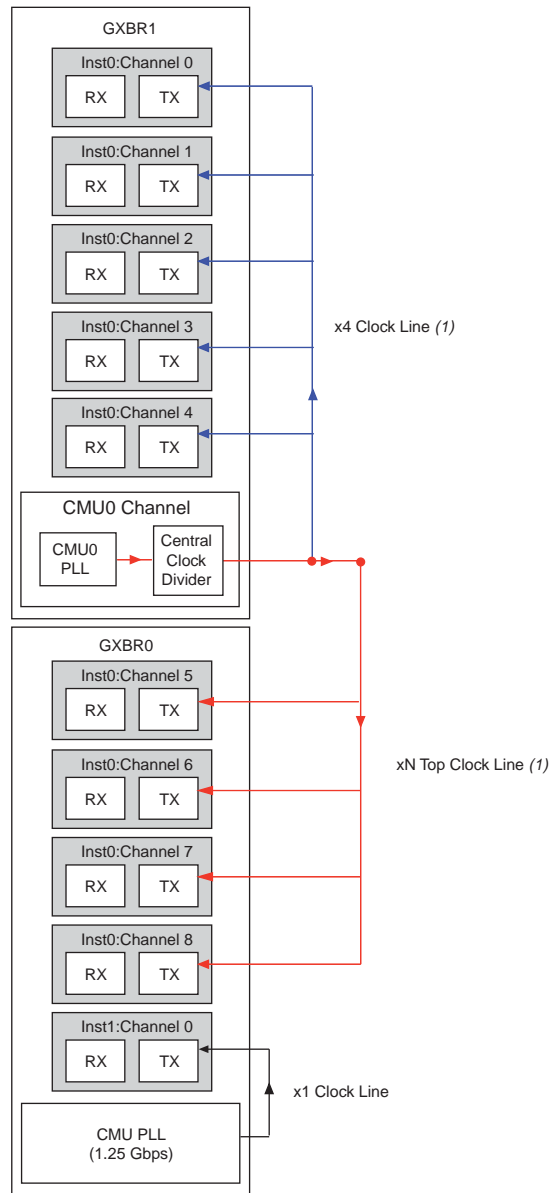 GXBR1
Inst0:Channel 0
RX TX
Inst0:Channel 1
RX TX
Inst0:Channel 2
RX TX
Inst0:Channel 3
RX TX
x4 Clock Line (1)
Inst0:Channel 4
RX TX
CMU0 Channel
CMU0
PLL
Central
Clock
Divider
GXBR0
Inst0:Channel 5
RX TX
Inst0:Channel 6
RX TX
xN Top Clock Line (1)
Inst0:Channel 7
RX TX
Inst0:Channel 8
RX TX
Inst1:Channel 0
RX TX
x1 Clock Line
CMU PLL
(1.25 Gbps)